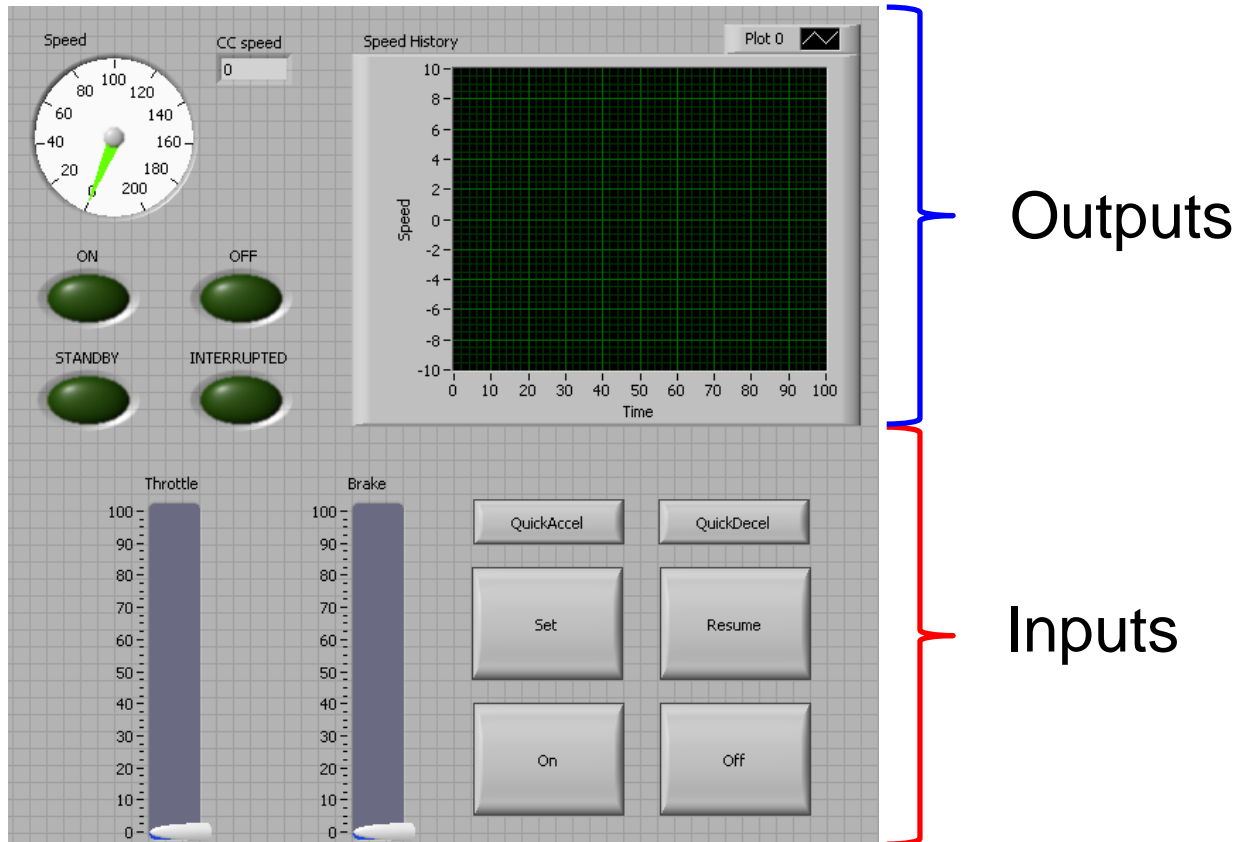 Speed
CC speed
0
Speed History
Plot 0
0
20
40
60
80
100
120
140
160
180
200
10
8
6
4
2
0
-2
-4
-6
-8
-10
Speed
0 10 20 30 40 50 60 70 80 90 100
Time
ON
OFF
STANDBY
INTERRUPTED
Outputs
Throttle
100
90
80
70
60
50
40
30
20
10
0
Brake
100
90
80
70
60
50
40
30
20
10
0
QuickAccel
QuickDecel
Set
Resume
On
Off
Inputs